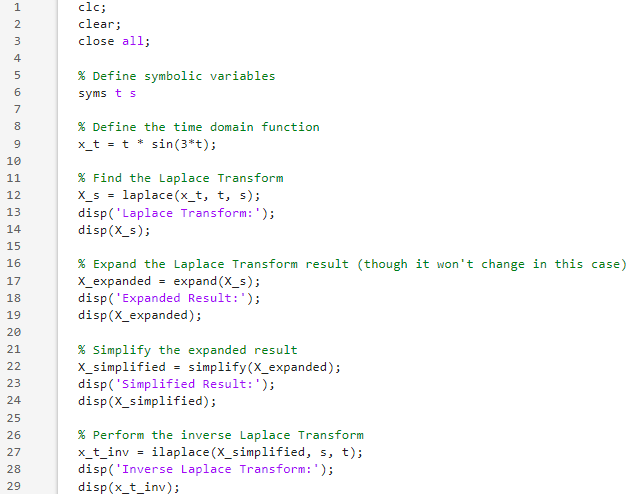 1 clc;
2 clear;
3 close all;
4
5 % Define symbolic variables
6 syms t s
7
8 % Define the time domain function
9 x_t = t * sin(3*t);
10
11 % Find the Laplace Transform
12 X_s = laplace(x_t, t, s);
13 disp('Laplace Transform:');
14 disp(X_s);
15
16 % Expand the Laplace Transform result (though it won't change in this case)
17 X_expanded = expand(X_s);
18 disp('Expanded Result:');
19 disp(X_expanded);
20
21 % Simplify the expanded result
22 X_simplified = simplify(X_expanded);
23 disp('Simplified Result:');
24 disp(X_simplified);
25
26 % Perform the inverse Laplace Transform
27 x_t_inv = ilaplace(X_simplified, s, t);
28 disp('Inverse Laplace Transform:');
29 disp(x_t_inv);